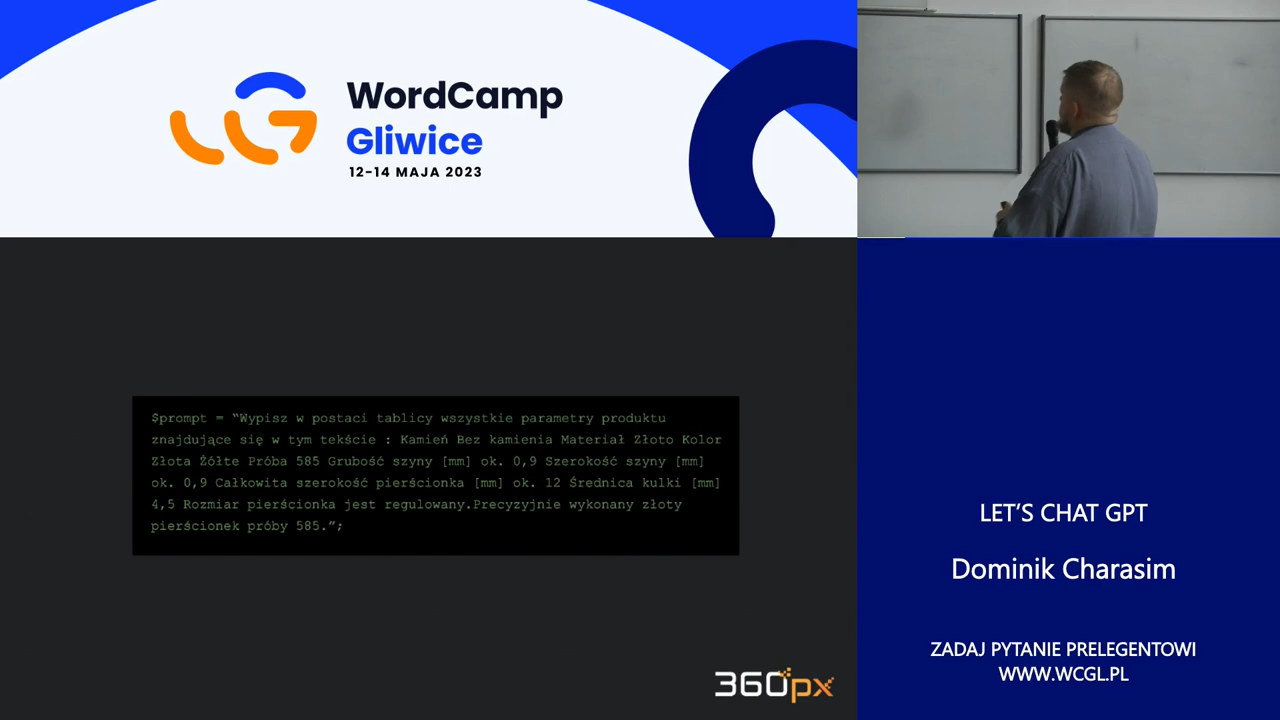 WordCamp
Gliwice
12-14 MAJA 2023
$prompt = “Wypisz w postaci tablicy wszystkie parametry produktu
znajdujące się w tym tekście : Kamień Bez kamienia Materiał Złoto Kolor
Złota Żółte Próba 585 Grubość szyny [mm] ok. 0,9 Szerokość szyny [mm]
ok. 0,9 Całkowita szerokość pierścionka [mm] ok. 12 Średnica kulki [mm]
4,5 Rozmiar pierścionka jest regulowany.Precyzyjnie wykonany złoty
pierścionek próby 585.”;
360px
LET’S CHAT GPT
Dominik Charasim
ZADAJ PYTANIE PRELEGENTOWI
WWW.WCGL.PL